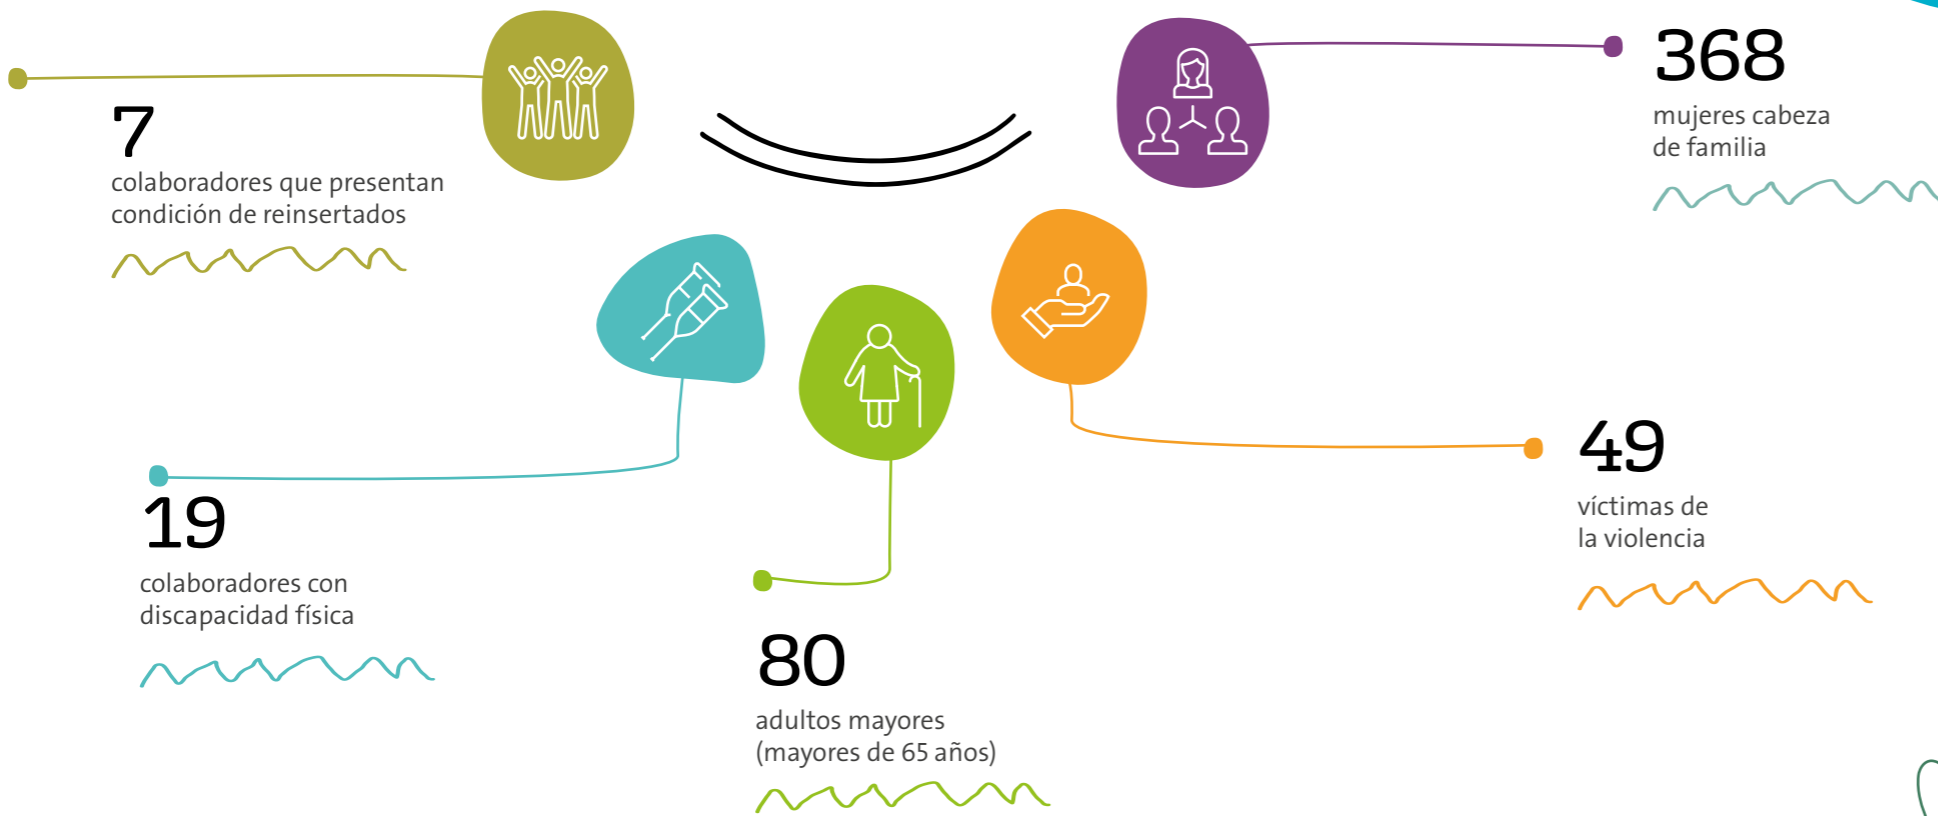 7
colaboradores que presentan
condición de reinsertados
368
mujeres cabeza
de familia
19
colaboradores con
discapacidad física
80
adultos mayores
(mayores de 65 años)
49
víctimas de
la violencia